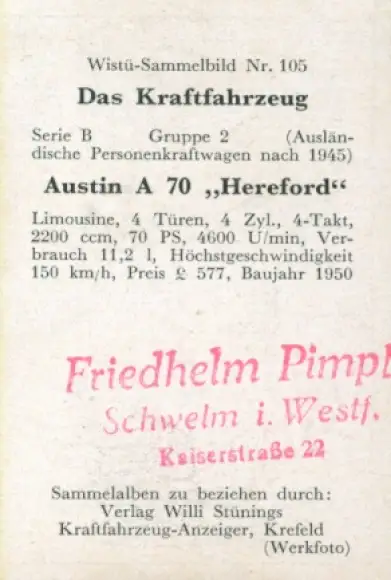 Wistü-Sammelbild Nr. 105
Das Kraftfahrzeug
Serie B Gruppe 2 (Auslän-
dische Personenkraftwagen nach 1945)
Austin A 70 „Hereford“
Limousine, 4 Türen, 4 Zyl., 4-Takt,
2200 ccm, 70 PS, 4600 U/min, Ver-
brauch 11,2 l, Höchstgeschwindigkeit
150 km/h, Preis £ 577, Baujahr 1950
Friedhelm
Schwelm i. Westf.
Kaiserstraße 22
Sammelalben zu beziehen durch:
Verlag Willi Stünings
Kraftfahrzeug-Anzeiger, Krefeld
(Werkfoto)